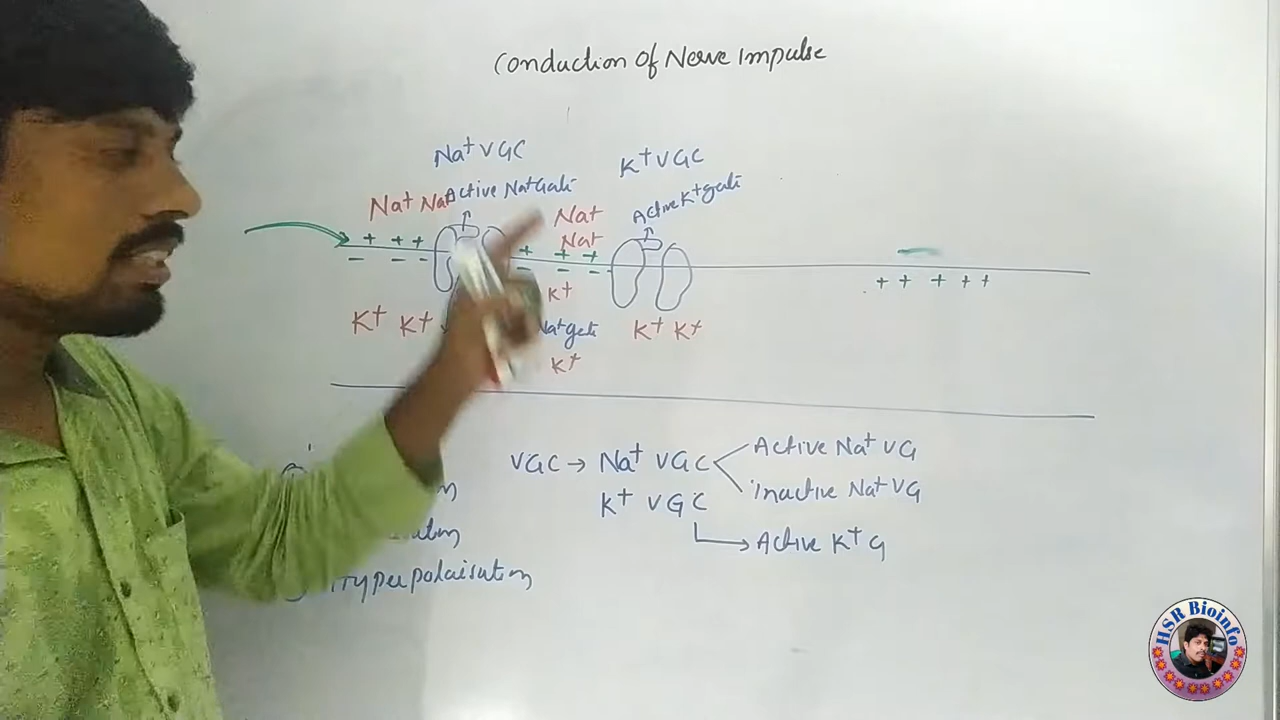 Conduction of Nerve Impulse
Na+ VGC
K+ VGC
Active Na+Gate
Active K+gate
Na+ Na+
Na+
Na+
+ + +
+ + +
- - -
- - -
+ + + + +
K+
K+ K+
Na+gate
K+ K+
K+
VGC → Na+ VGC
Active Na+ VG
Inactive Na+ VG
K+ VGC
Active K+ G
Hyperpolaisation
HSR Bioinfo